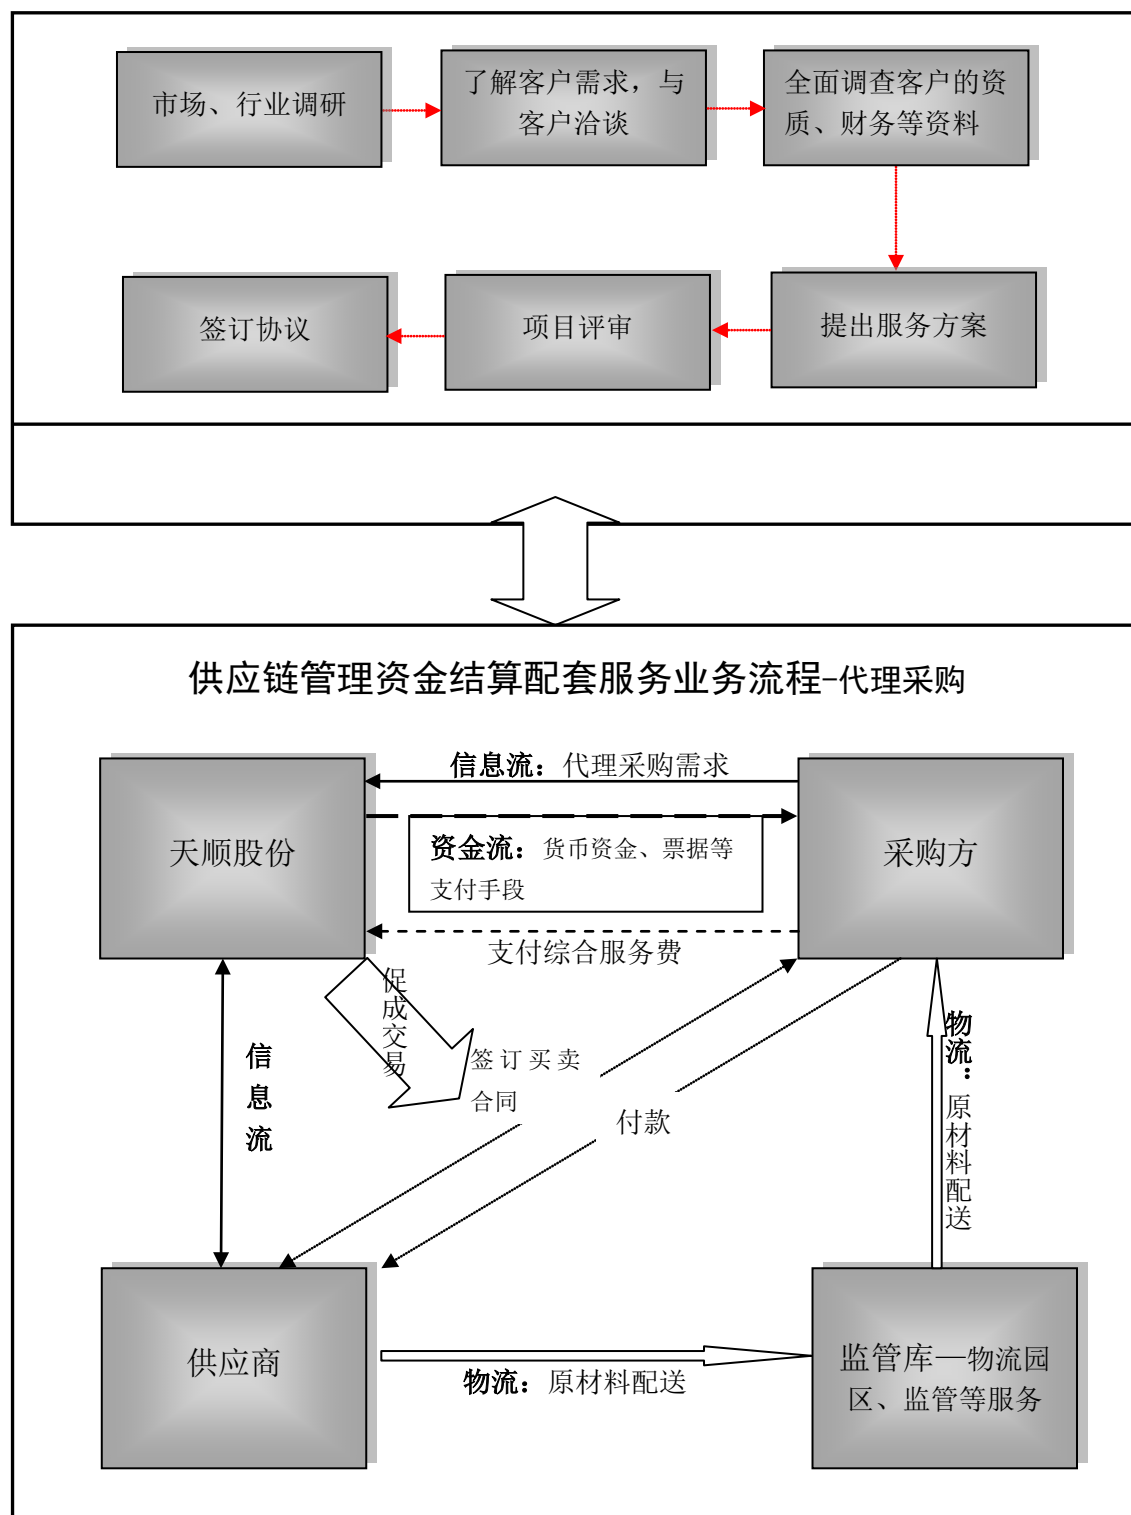 市场、行业调研
了解客户需求，与
客户洽谈
全面调查客户的资
质、财务等资料
签订协议
项目评审
提出服务方案
供应链管理资金结算配套服务业务流程-代理采购
信息流：代理采购需求
天顺股份
资金流：货币资金、票据等
支付手段
采购方
支付综合服务费
促成交易
信息流
签订买卖
合同
付款
物流：原材料配送
供应商
物流：原材料配送
监管库—物流园
区、监管等服务